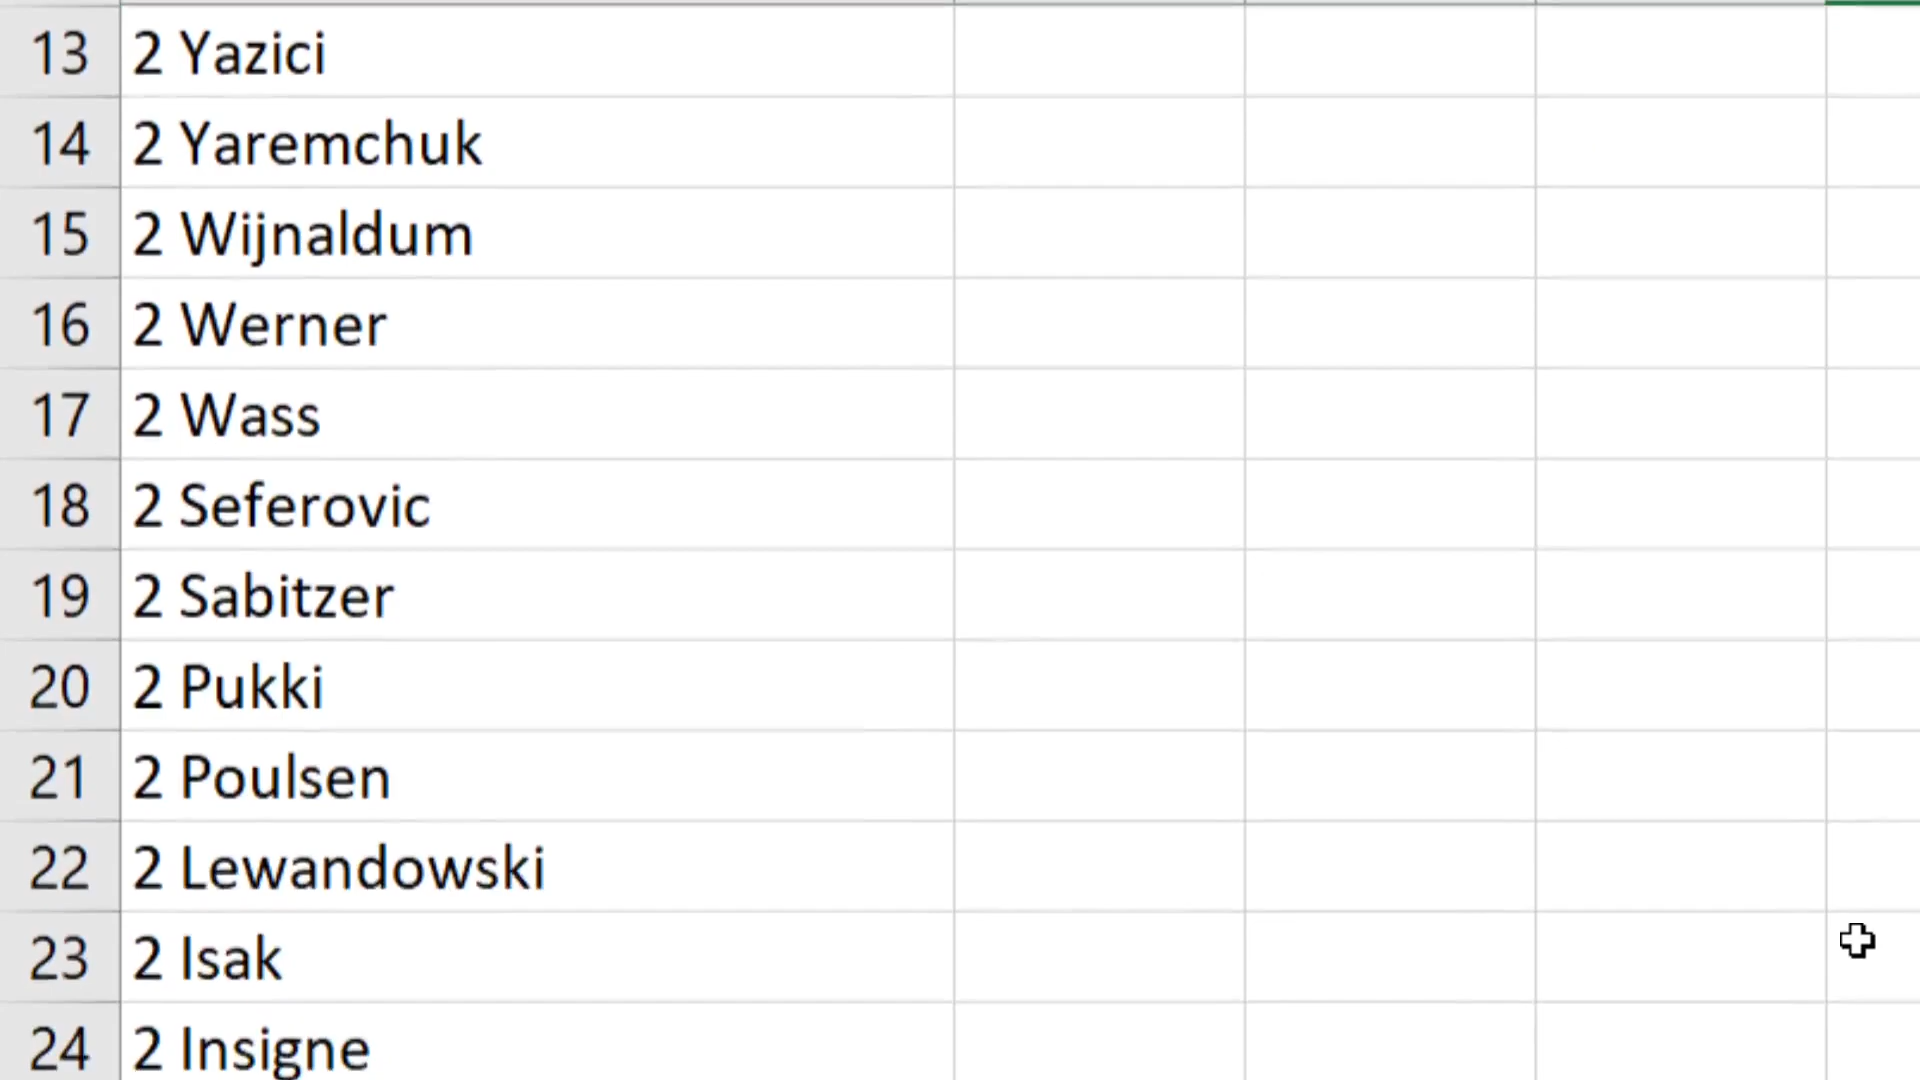 13 2 Yazici
14 2 Yaremchuk
15 2 Wijnaldum
16 2 Werner
17 2 Wass
18 2 Seferovic
19 2 Sabitzer
20 2 Pukki
21 2 Poulsen
22 2 Lewandowski
23 2 Isak
24 2 Insigne